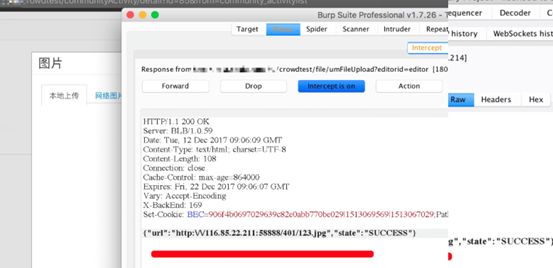 crowdtest/communityActivity/detail?id=80&from=community_activitylist
Burp Suite Professional v1.7.26 - T
Target
Spider
Scanner
Intruder
Repeat
equencer
Decoder
C
Intercept
history
WebSockets history
图片
Response from
/crowdtest/file/umFileUpload?editorid=editor [180
.214]
Forward
Drop
Intercept is on
Action
本地上传
网络图片
Raw
Headers
Hex
HTTP/1.1 200 OK
Server: BLB/1.0.59
Date: Tue, 12 Dec 2017 09:06:09 GMT
Content-Type: text/html; charset=UTF-8
Content-Length: 108
Connection: close
Cache-Control: max-age=864000
Expires: Fri, 22 Dec 2017 09:06:07 GMT
Vary: Accept-Encoding
X-BackEnd: 169
Set-Cookie: BEC=906f4b0697029639c82e0abb770be029|1513069569|1513067029;Pat
{"url":"http:\/\/116.85.22.211:58888/401/123.jpg","state":"SUCCESS"}
g","state":"SUCCESS"}